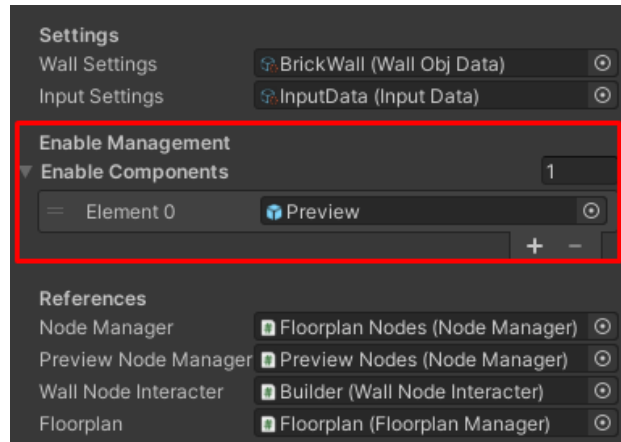 Settings
Wall Settings BrickWall (Wall Obj Data)
Input Settings InputData (Input Data)
Enable Management
Enable Components 1
Element 0 Preview
+ −
References
Node Manager Floorplan Nodes (Node Manager)
Preview Node Manager Preview Nodes (Node Manager)
Wall Node Interacter Builder (Wall Node Interacter)
Floorplan Floorplan (Floorplan Manager)